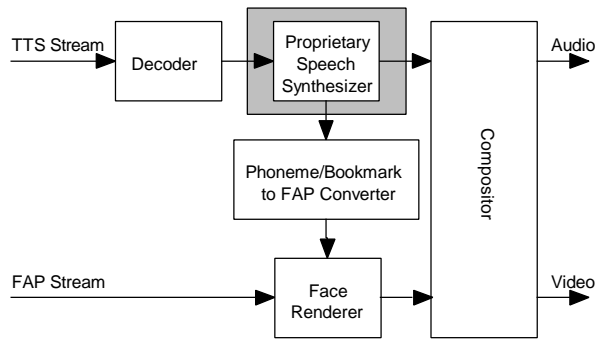 TTS Stream
Decoder
Proprietary
Speech
Synthesizer
Audio
Phoneme/Bookmark
to FAP Converter
Compositor
FAP Stream
Face
Renderer
Video